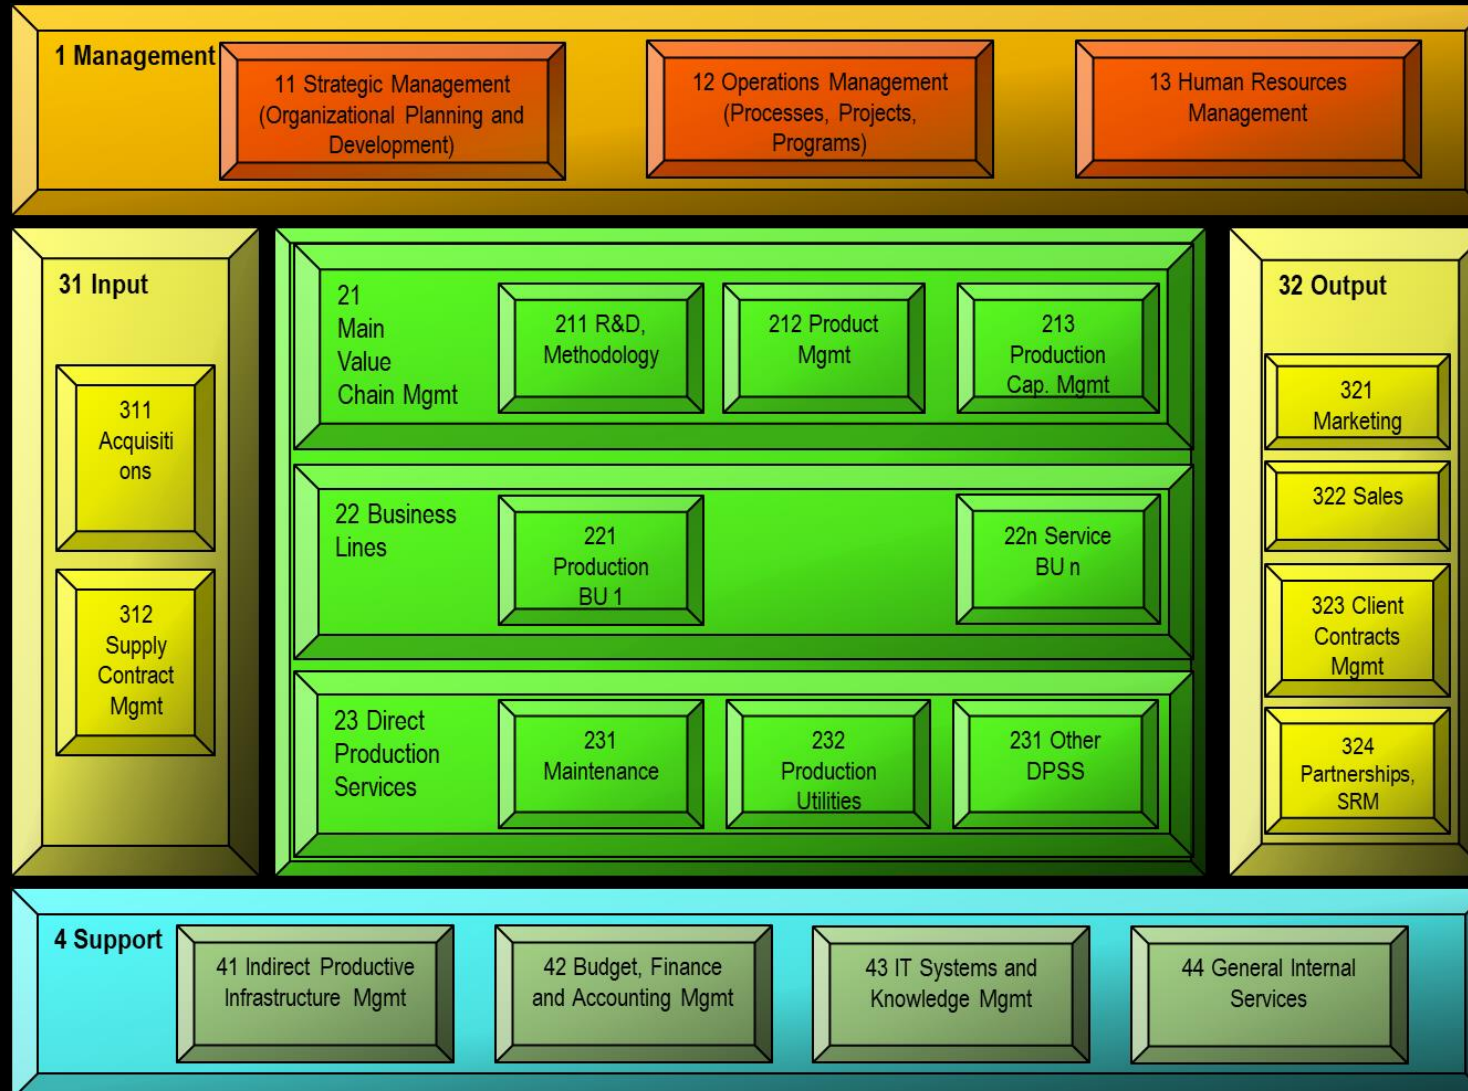 1 Management
11 Strategic Management
(Organizational Planning and
Development)
12 Operations Management
(Processes, Projects,
Programs)
13 Human Resources
Management
31 Input
311
Acquisiti
ons
312
Supply
Contract
Mgmt
21
Main
Value
Chain Mgmt
211 R&D,
Methodology
212 Product
Mgmt
213
Production
Cap. Mgmt
22 Business
Lines
221
Production
BU 1
22n Service
BU n
23 Direct
Production
Services
231
Maintenance
232
Production
Utilities
231 Other
DPSS
32 Output
321
Marketing
322 Sales
323 Client
Contracts
Mgmt
324
Partnerships,
SRM
4 Support
41 Indirect Productive
Infrastructure Mgmt
42 Budget, Finance
and Accounting Mgmt
43 IT Systems and
Knowledge Mgmt
44 General Internal
Services